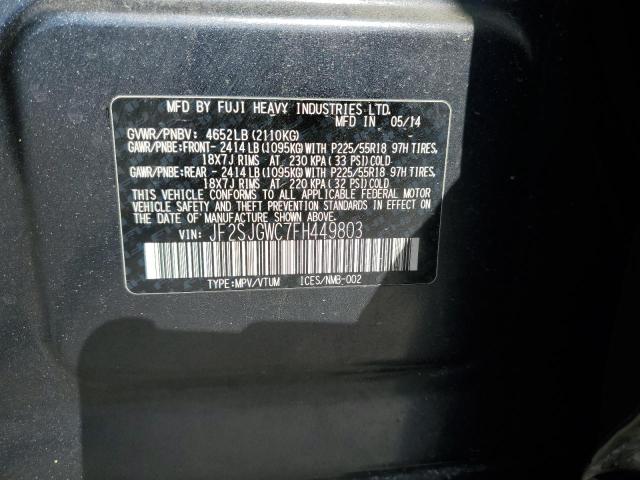 MFD BY FUJI HEAVY INDUSTRIES LTD.
MFD IN 05/14
GVWR/PNBV: 4652LB (2110KG)
GAWR/PNBE:FRONT- 2414LB(1095KG)WITH P225/55R18 97H TIRES,
18X7J RIMS AT 230 KPA (33 PSI)COLD
GAWR/PNBE:REAR - 2414LB(1095KG)WITH P225/55R18 97H TIRES,
18X7J RIMS AT 220 KPA (32 PSI)COLD
THIS VEHICLE CONFORMS TO ALL APPLICABLE FEDERAL MOTOR
VEHICLE SAFETY AND THEFT PREVENTION STANDARDS IN EFFECT
ON THE DATE OF MANUFACTURE SHOWN ABOVE.
VIN: JF2SJGWC7FH449803
TYPE:MPV/VTUM ICES/NMB-002